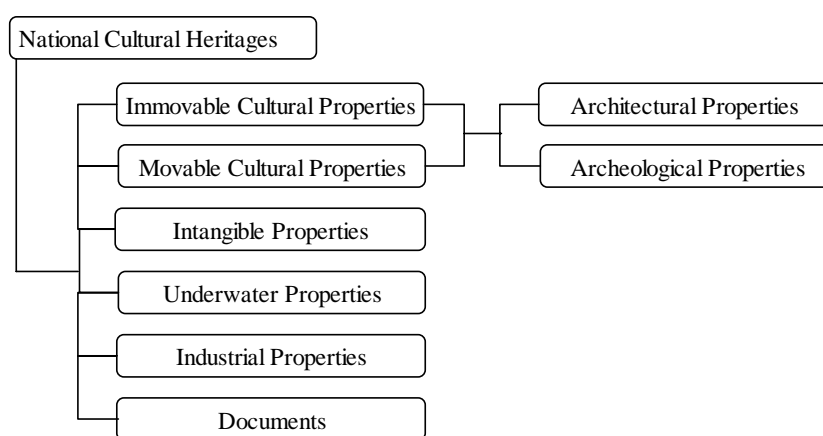 National Cultural Heritages
Immovable Cultural Properties
Architectural Properties
Movable Cultural Properties
Archeological Properties
Intangible Properties
Underwater Properties
Industrial Properties
Documents